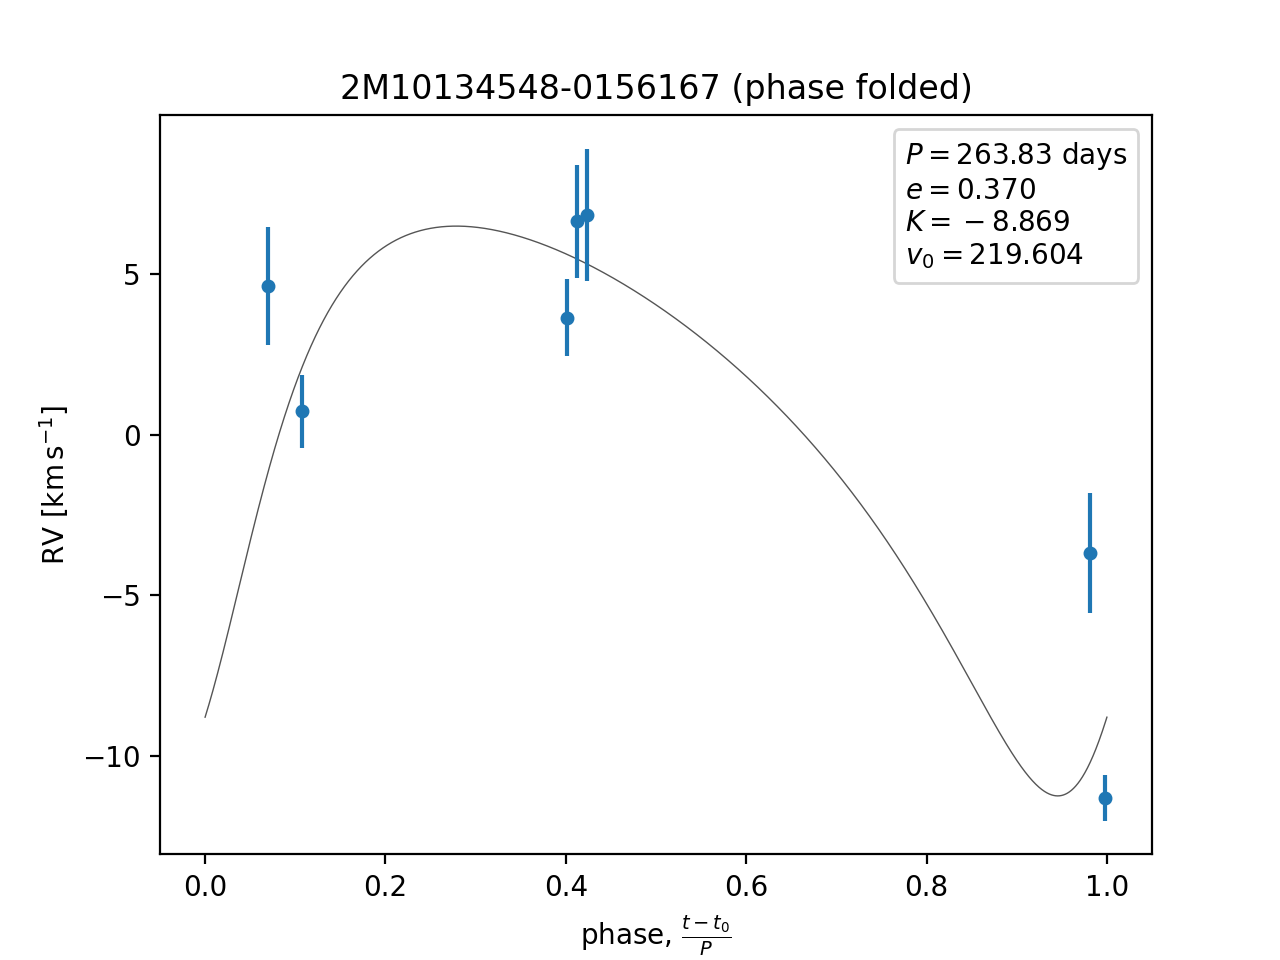 2M10134548-0156167 (phase folded)
P = 263.83 days
e = 0.370
K = −8.869
v₀ = 219.604
RV [km s⁻¹]
5
0
−5
−10
0.0 0.2 0.4 0.6 0.8 1.0
phase, (t − t₀)/P